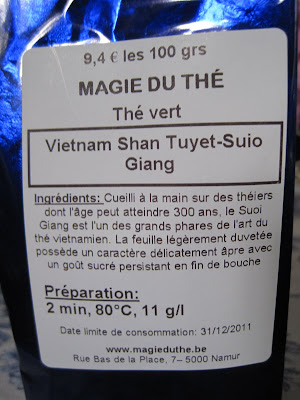 9,4 € les 100 grs
MAGIE DU THÉ
Thé vert
Vietnam Shan Tuyet-Suio
Giang
Ingrédients: Cueilli à la main sur des théiers
dont l'âge peut atteindre 300 ans, le Suoi
Giang est l'un des grands phares de l'art du
thé vietnamien. La feuille légèrement duvetée
possède un caractère délicatement âpre avec
un goût sucré persistant en fin de bouche
Préparation:
2 min, 80°C, 11 g/l
Date limite de consommation: 31/12/2011
www.magieduthe.be
Rue Bas de la Place, 7– 5000 Namur